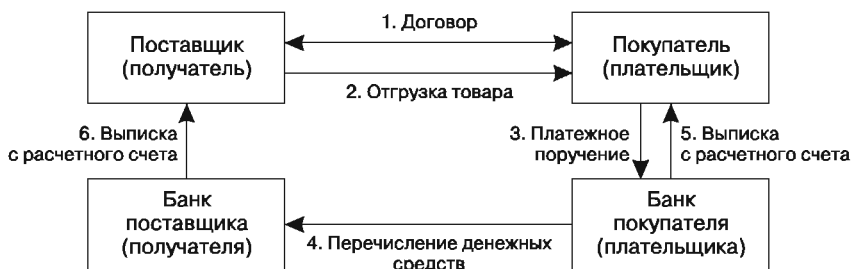 1. Договор
Поставщик
(получатель)
Покупатель
(плательщик)
2. Отгрузка товара
6. Выписка
с расчетного счета
3. Платежное
поручение
5. Выписка
с расчетного счета
Банк
поставщика
(получателя)
Банк
покупателя
(плательщика)
4. Перечисление денежных
средств